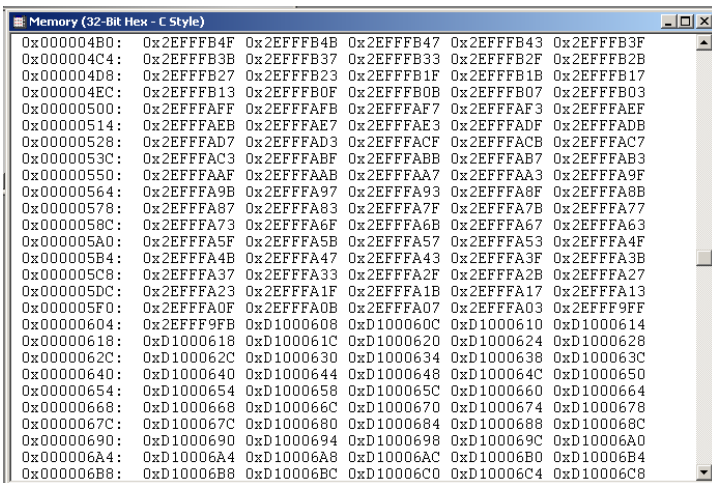 Memory (32-Bit Hex - C Style)
0x000004B0: 0x2EFFFB4F 0x2EFFFB4B 0x2EFFFB47 0x2EFFFB43 0x2EFFFB3F
0x000004C4: 0x2EFFFB3B 0x2EFFFB37 0x2EFFFB33 0x2EFFFB2F 0x2EFFFB2B
0x000004D8: 0x2EFFFB27 0x2EFFFB23 0x2EFFFB1F 0x2EFFFB1B 0x2EFFFB17
0x000004EC: 0x2EFFFB13 0x2EFFFB0F 0x2EFFFB0B 0x2EFFFB07 0x2EFFFB03
0x00000500: 0x2EFFFAFF 0x2EFFFAFB 0x2EFFFAF7 0x2EFFFAF3 0x2EFFFAEF
0x00000514: 0x2EFFFAEB 0x2EFFFAE7 0x2EFFFAE3 0x2EFFFADF 0x2EFFFADB
0x00000528: 0x2EFFFAD7 0x2EFFFAD3 0x2EFFFACF 0x2EFFFACB 0x2EFFFAC7
0x0000053C: 0x2EFFFAC3 0x2EFFFABF 0x2EFFFABB 0x2EFFFAB7 0x2EFFFAB3
0x00000550: 0x2EFFFAAF 0x2EFFFAAB 0x2EFFFAA7 0x2EFFFAA3 0x2EFFFA9F
0x00000564: 0x2EFFFA9B 0x2EFFFA97 0x2EFFFA93 0x2EFFFA8F 0x2EFFFA8B
0x00000578: 0x2EFFFA87 0x2EFFFA83 0x2EFFFA7F 0x2EFFFA7B 0x2EFFFA77
0x0000058C: 0x2EFFFA73 0x2EFFFA6F 0x2EFFFA6B 0x2EFFFA67 0x2EFFFA63
0x000005A0: 0x2EFFFA5F 0x2EFFFA5B 0x2EFFFA57 0x2EFFFA53 0x2EFFFA4F
0x000005B4: 0x2EFFFA4B 0x2EFFFA47 0x2EFFFA43 0x2EFFFA3F 0x2EFFFA3B
0x000005C8: 0x2EFFFA37 0x2EFFFA33 0x2EFFFA2F 0x2EFFFA2B 0x2EFFFA27
0x000005DC: 0x2EFFFA23 0x2EFFFA1F 0x2EFFFA1B 0x2EFFFA17 0x2EFFFA13
0x000005F0: 0x2EFFFA0F 0x2EFFFA0B 0x2EFFFA07 0x2EFFFA03 0x2EFFF9FF
0x00000604: 0x2EFFF9FB 0xD1000608 0xD100060C 0xD1000610 0xD1000614
0x00000618: 0xD1000618 0xD100061C 0xD1000620 0xD1000624 0xD1000628
0x0000062C: 0xD100062C 0xD1000630 0xD1000634 0xD1000638 0xD100063C
0x00000640: 0xD1000640 0xD1000644 0xD1000648 0xD100064C 0xD1000650
0x00000654: 0xD1000654 0xD1000658 0xD100065C 0xD1000660 0xD1000664
0x00000668: 0xD1000668 0xD100066C 0xD1000670 0xD1000674 0xD1000678
0x0000067C: 0xD100067C 0xD1000680 0xD1000684 0xD1000688 0xD100068C
0x00000690: 0xD1000690 0xD1000694 0xD1000698 0xD100069C 0xD10006A0
0x000006A4: 0xD10006A4 0xD10006A8 0xD10006AC 0xD10006B0 0xD10006B4
0x000006B8: 0xD10006B8 0xD10006BC 0xD10006C0 0xD10006C4 0xD10006C8